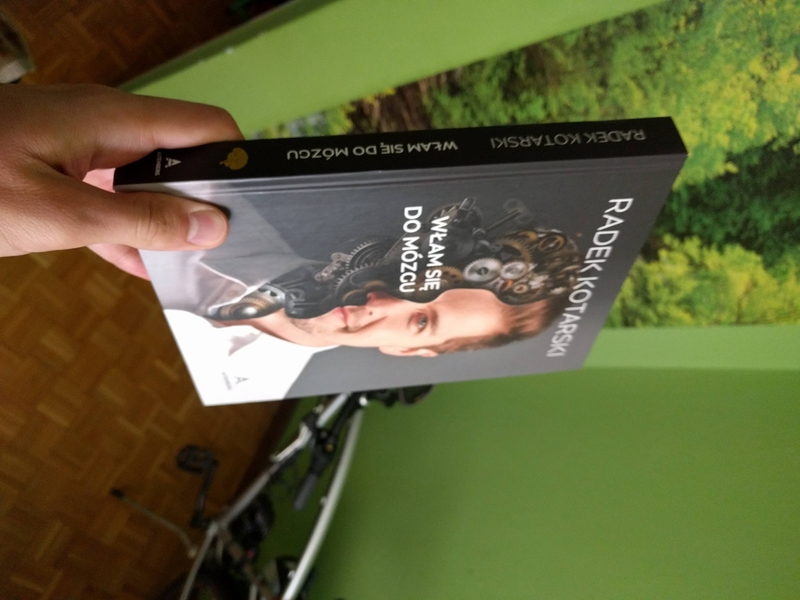 RADEK KOTARSKI
WŁAM SIĘ
DO MÓZGU
RADEK KOTARSKI
WŁAM SIĘ DO MÓZGU